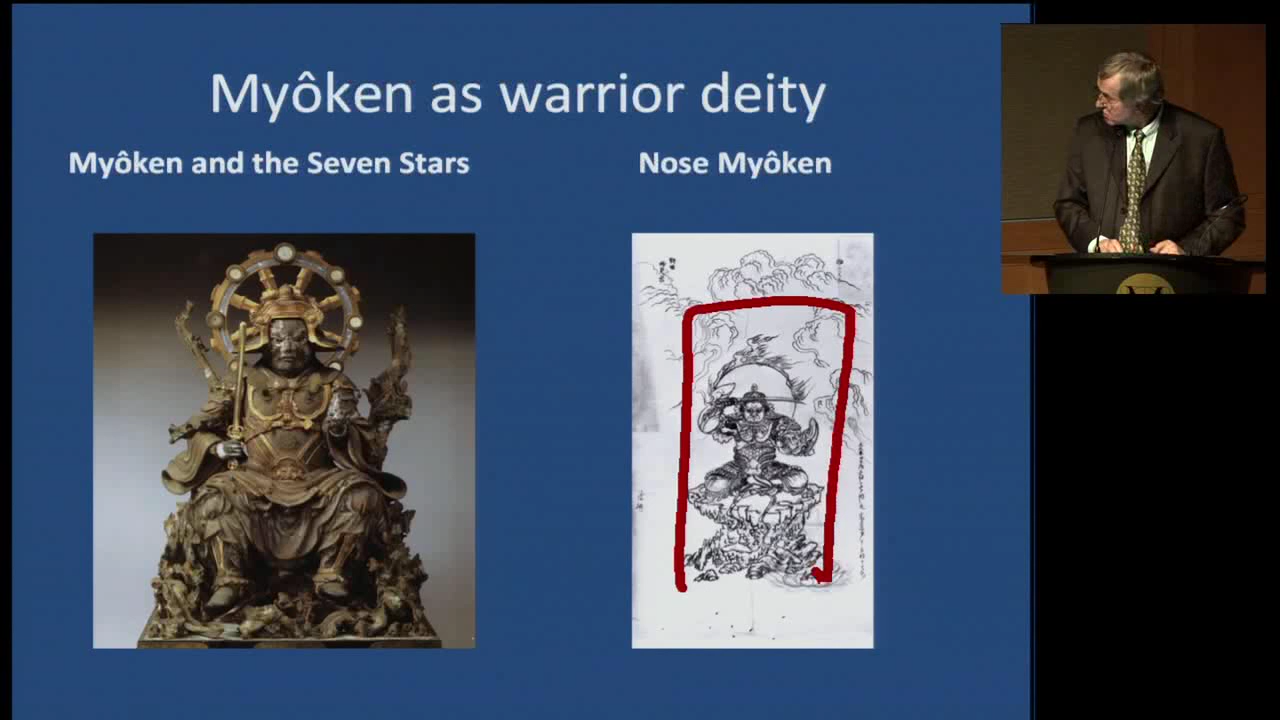 Myôken as warrior deity
Myôken and the Seven Stars
Nose Myôken